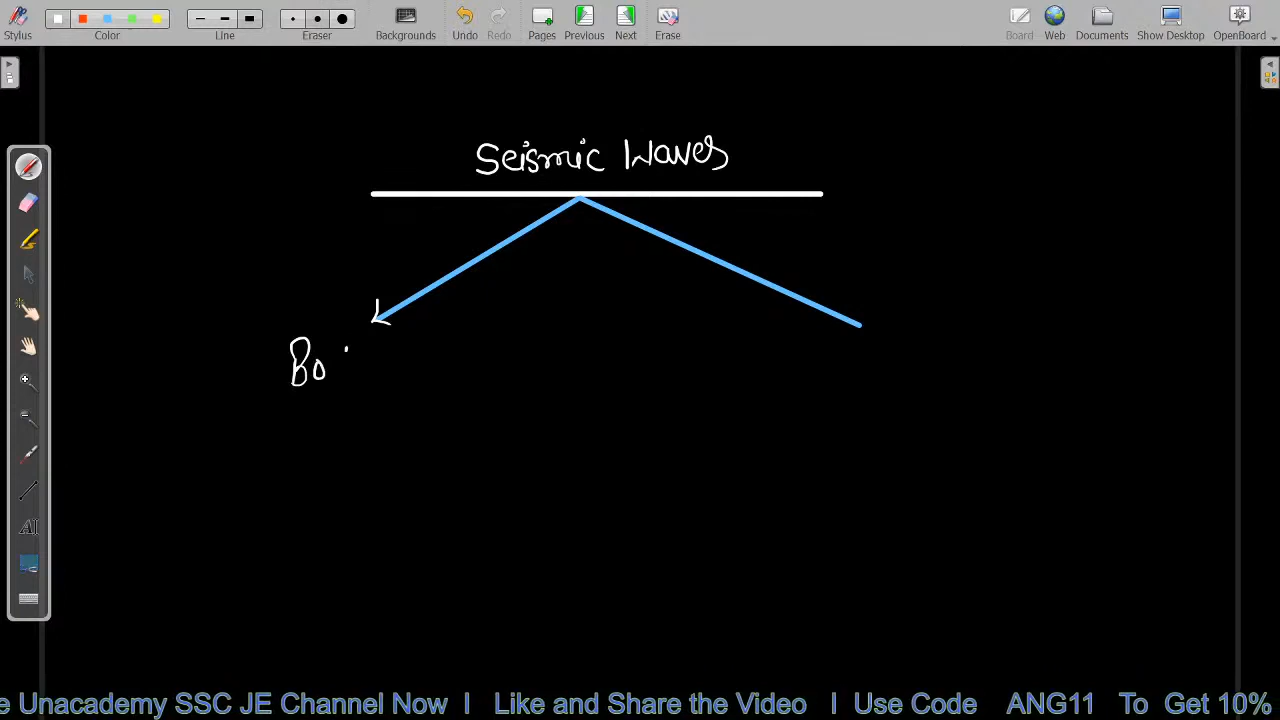 Stylus Color Line Eraser Backgrounds Undo Redo Pages Previous Next Erase Board Web Documents Show Desktop OpenBoard
Seismic Waves
Bo
AI
e Unacademy SSC JE Channel Now I Like and Share the Video I Use Code ANG11 To Get 10%